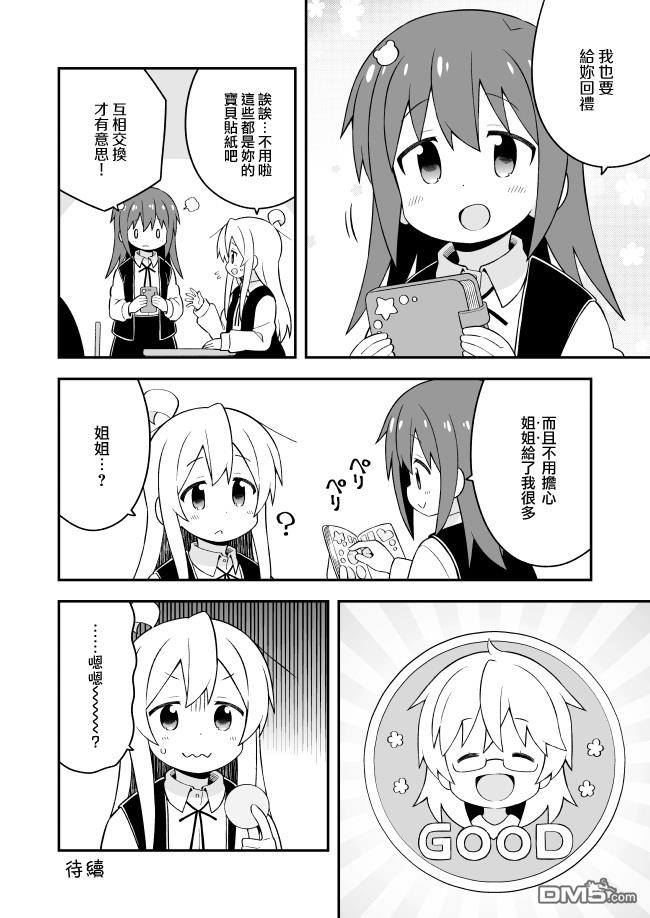 我也要
給妳回禮
誒誒…不用啦
這些都是妳的
寶貝貼紙吧
互相交換
才有意思！
而且不用擔心
姐姐給了我很多
ペリ
ペリ
姐姐…？
?
GOOD
……嗯嗯~~~~~？
待續
DM5.com